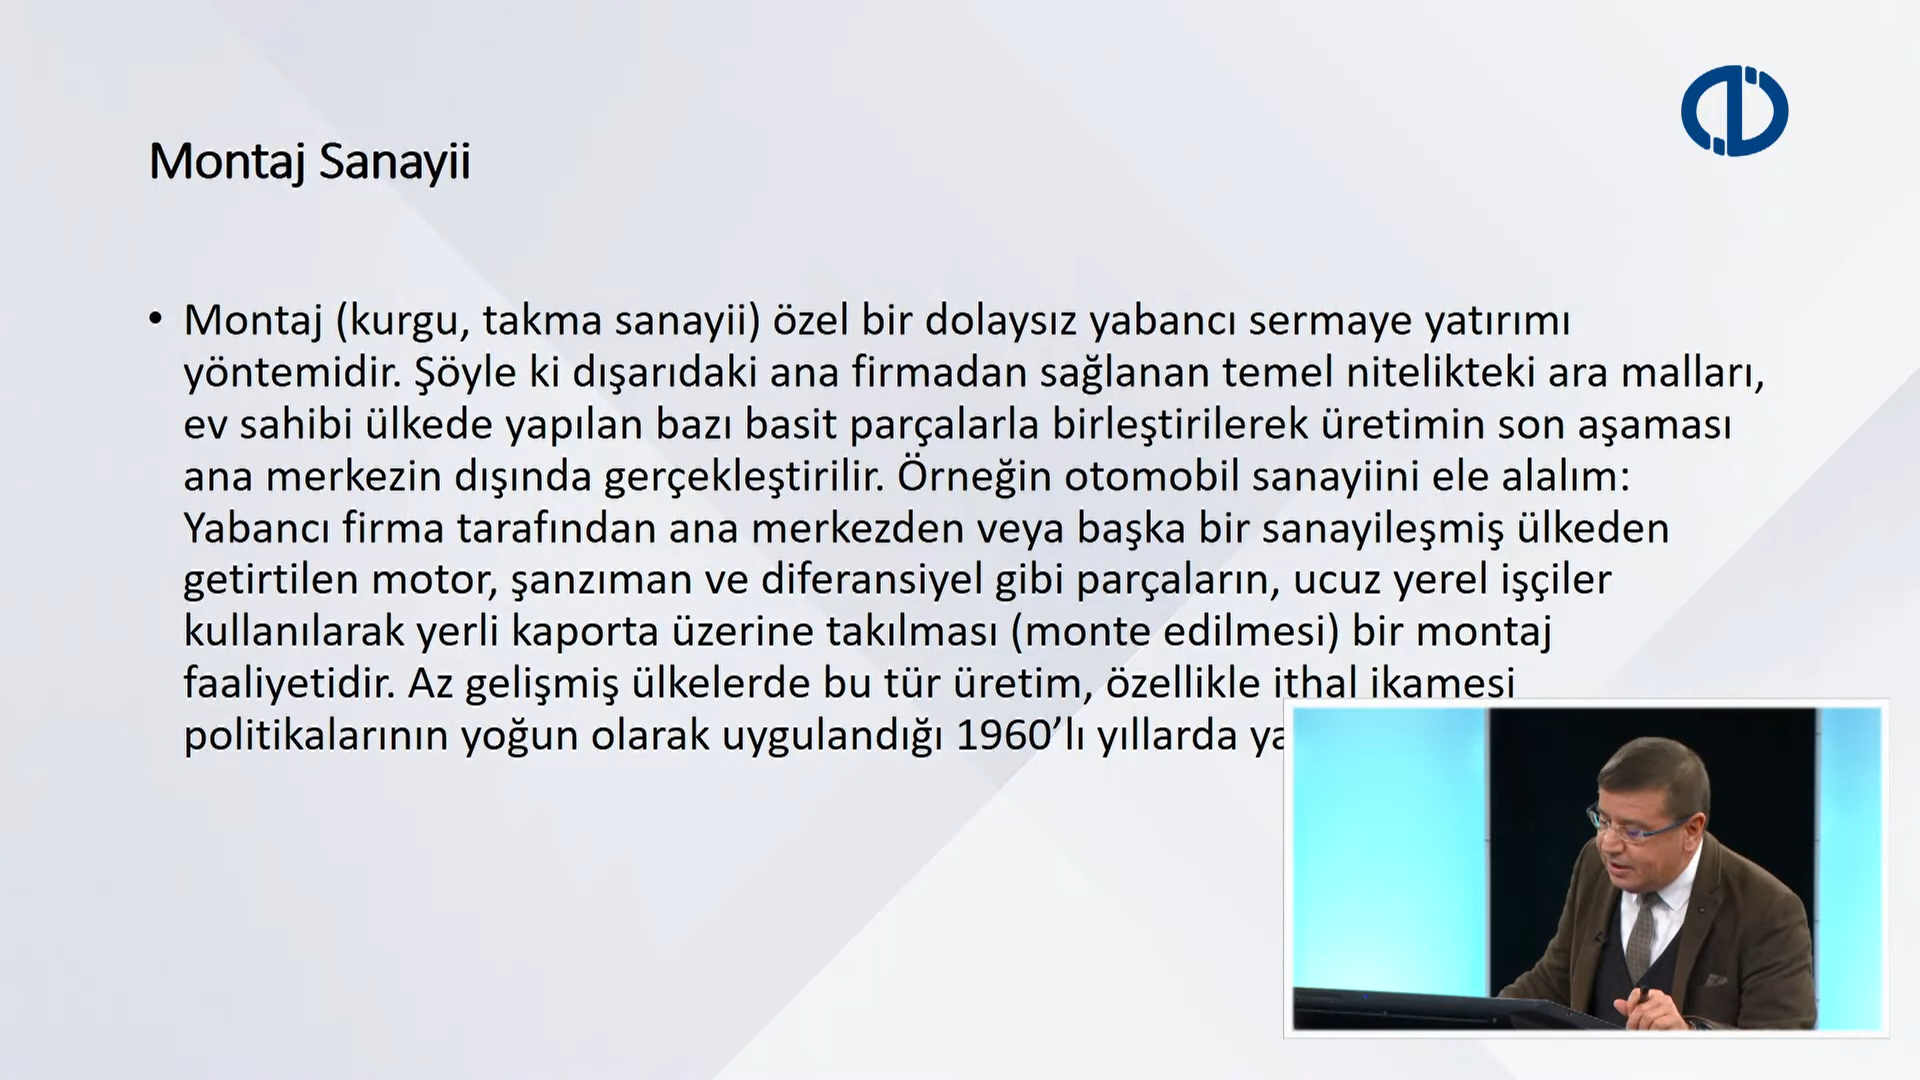 Montaj Sanayii
• Montaj (kurgu, takma sanayii) özel bir dolaysız yabancı sermaye yatırımı
yöntemidir. Şöyle ki dışarıdaki ana firmadan sağlanan temel nitelikteki ara malları,
ev sahibi ülkede yapılan bazı basit parçalarla birleştirilerek üretimin son aşaması
ana merkezin dışında gerçekleştirilir. Örneğin otomobil sanayiini ele alalım:
Yabancı firma tarafından ana merkezden veya başka bir sanayileşmiş ülkeden
getirtilen motor, şanzıman ve diferansiyel gibi parçaların, ucuz yerel işçiler
kullanılarak yerli kaporta üzerine takılması (monte edilmesi) bir montaj
faaliyetidir. Az gelişmiş ülkelerde bu tür üretim, özellikle ithal ikamesi
politikalarının yoğun olarak uygulandığı 1960’lı yıllarda